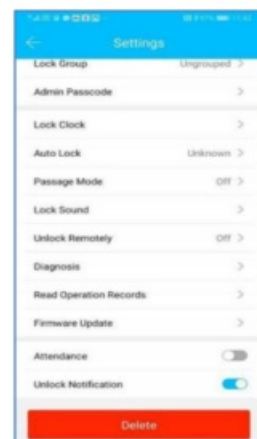 Settings
Lock Group Ungrouped >
Admin Passcode >
Lock Clock >
Auto Lock Unknown >
Passage Mode Off >
Lock Sound >
Unlock Remotely Off >
Diagnosis >
Read Operation Records >
Firmware Update >
Attendance
Unlock Notification
Delete